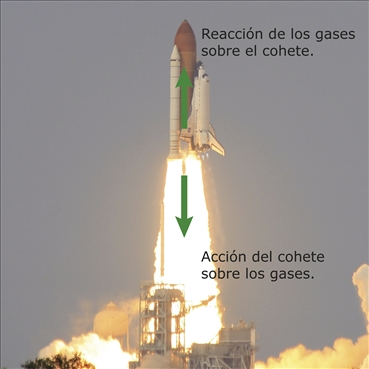 Reacción de los gases
sobre el cohete.
Acción del cohete
sobre los gases.